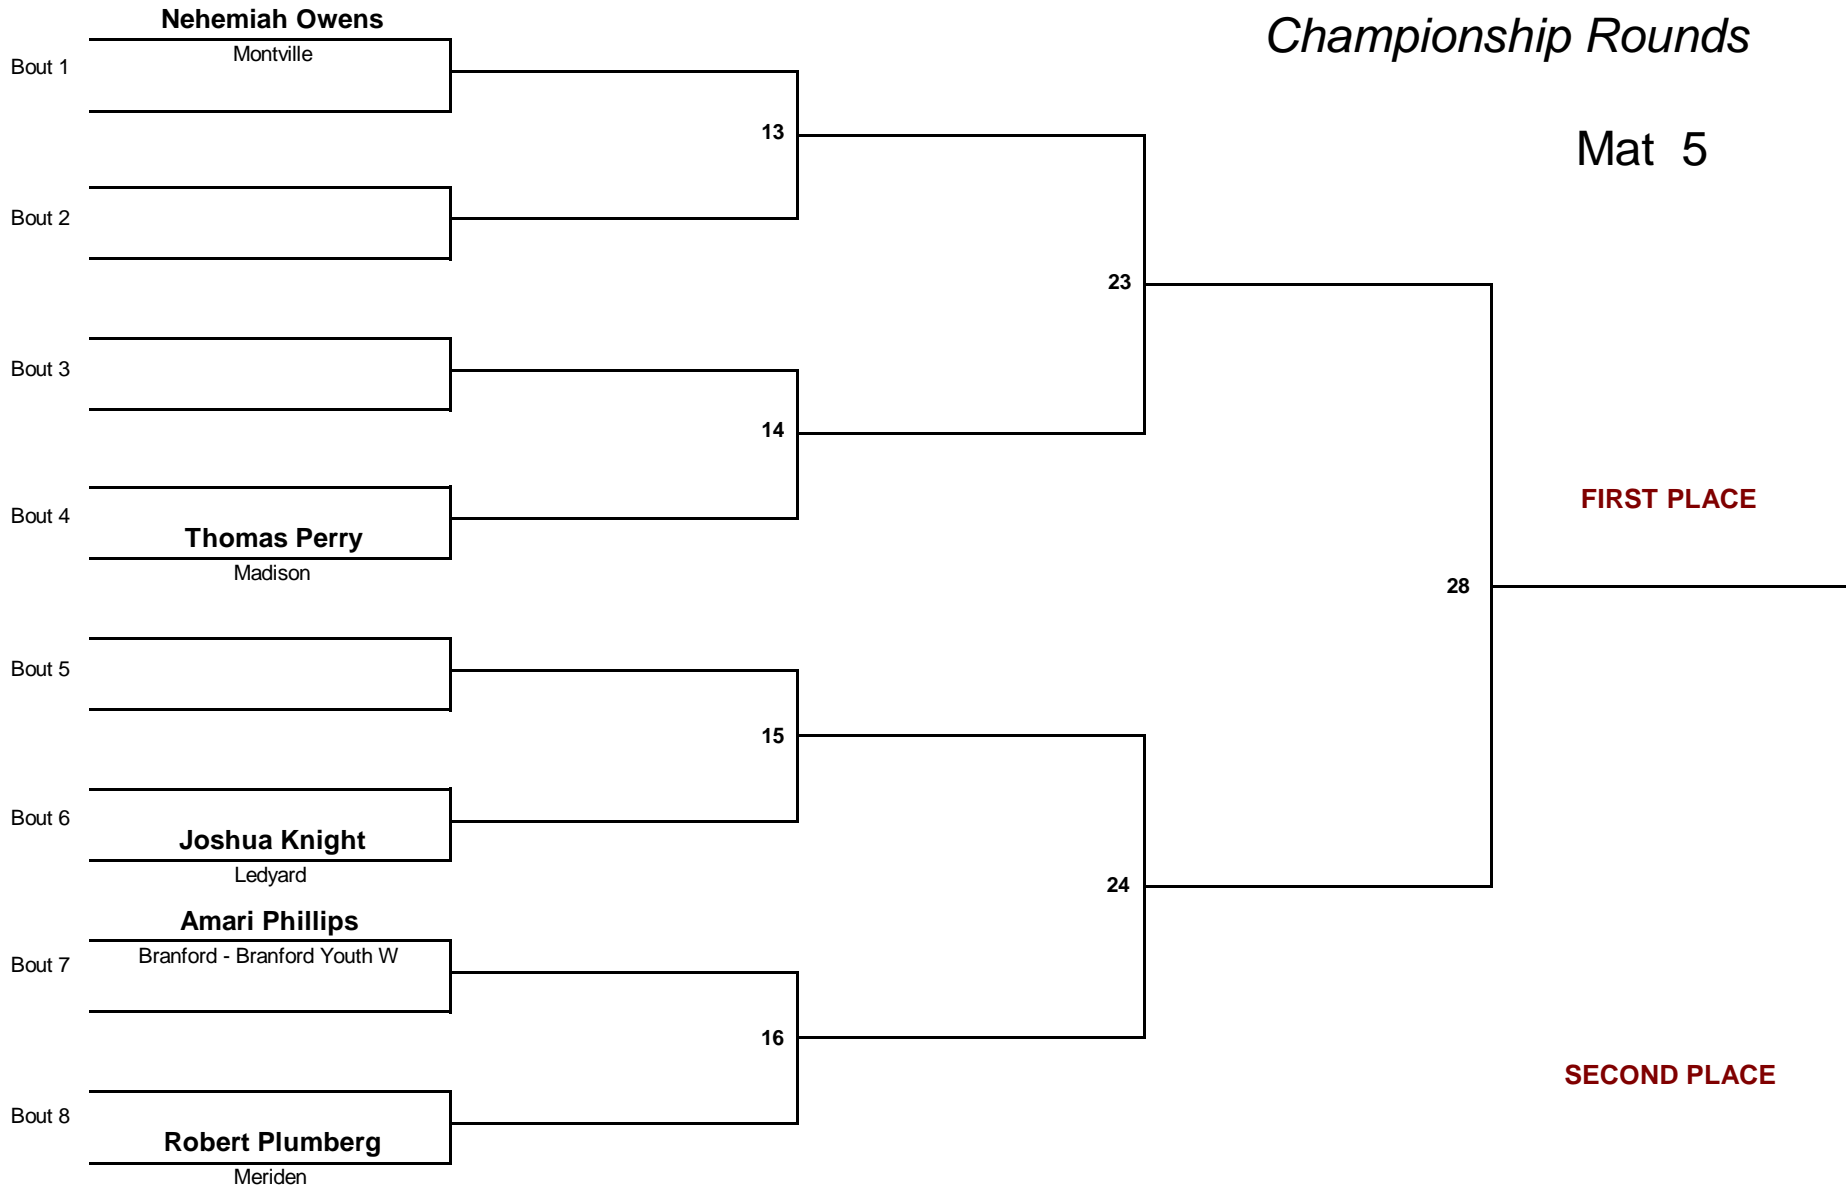 Championship Rounds
Mat 5
Nehemiah Owens
Bout 1
Montville
13
Bout 2
23
Bout 3
14
Bout 4
Thomas Perry
Madison
FIRST PLACE
28
Bout 5
15
Bout 6
Joshua Knight
Ledyard
24
Amari Phillips
Bout 7
Branford - Branford Youth W
16
SECOND PLACE
Bout 8
Robert Plumberg
Meriden